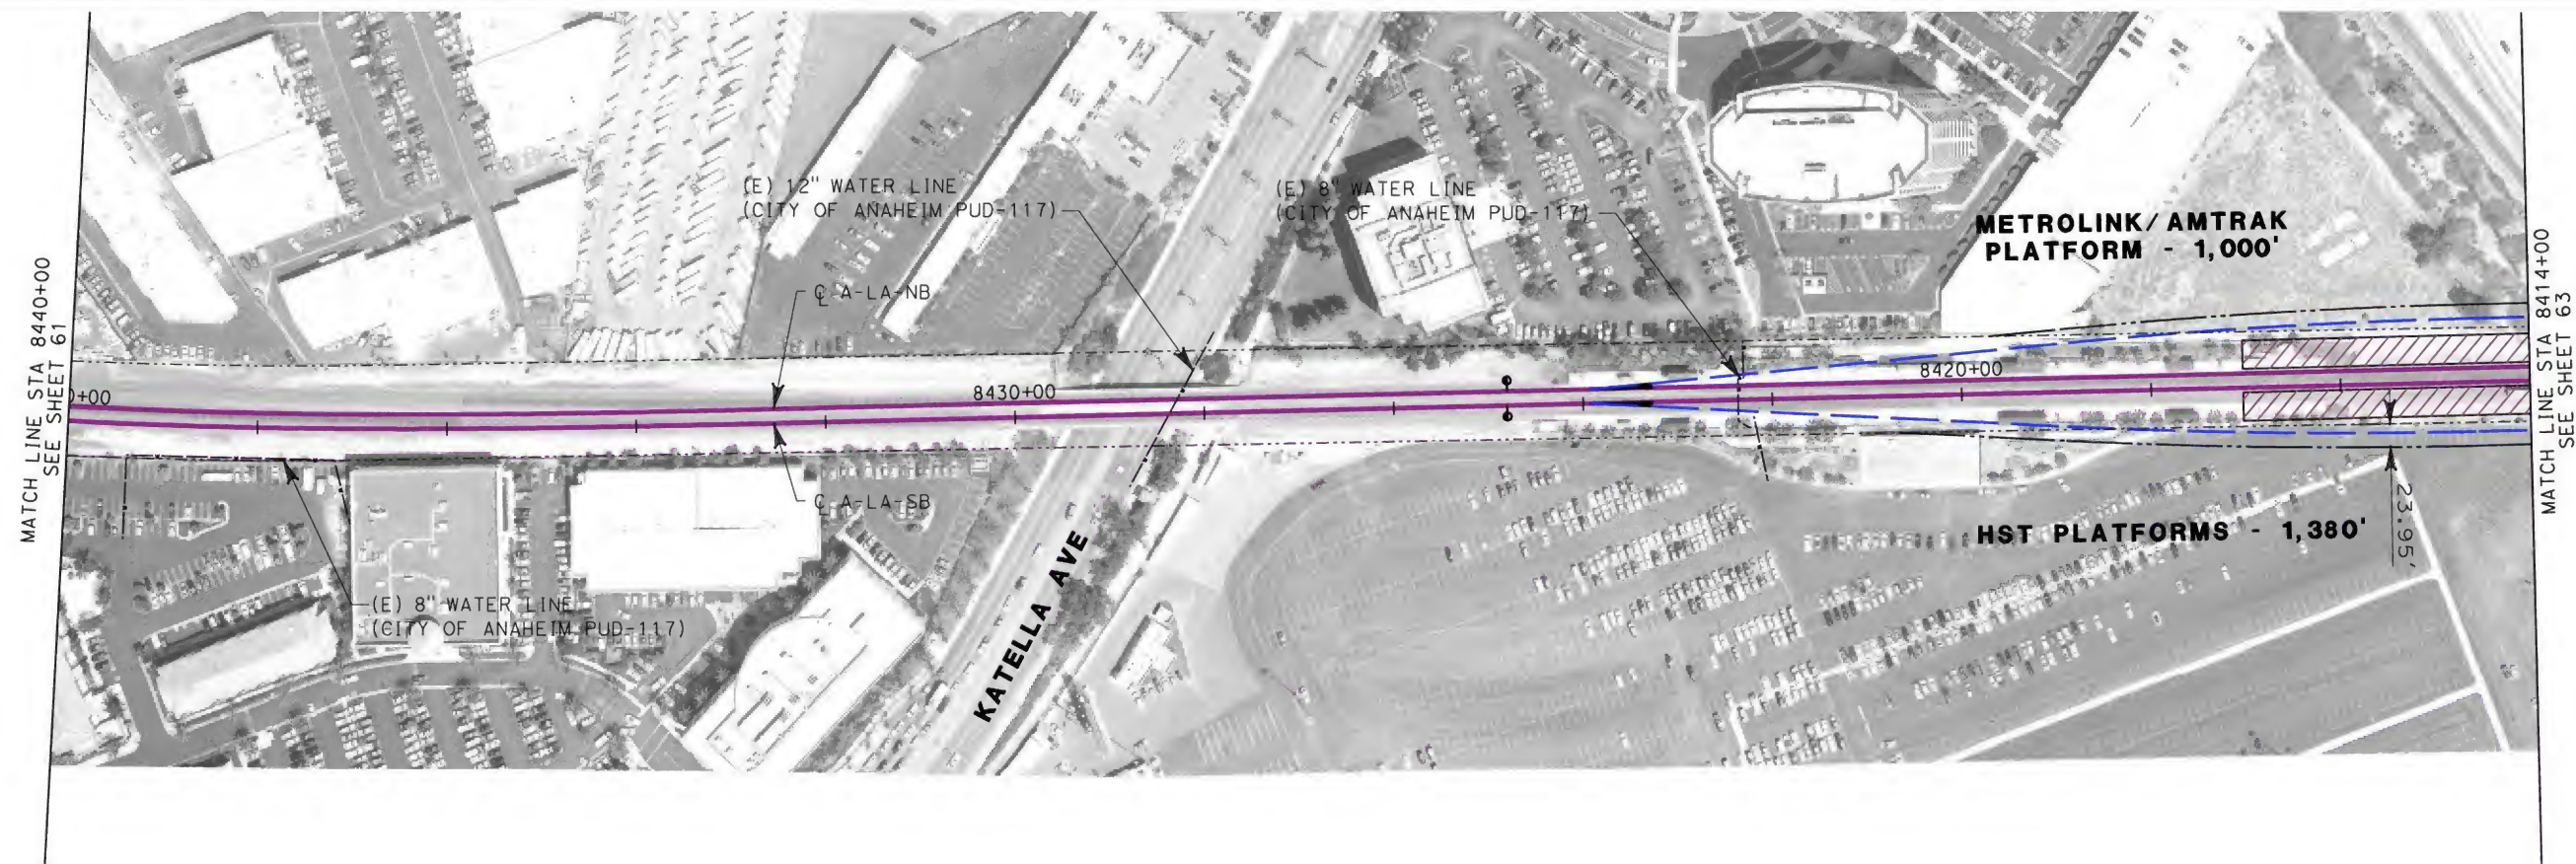 MATCH LINE STA 8440+00
SEE SHEET 61
0+00
(E) 12" WATER LINE
(CITY OF ANAHEIM PUD-117)
(E) 8" WATER LINE
(CITY OF ANAHEIM PUD-117)
METROLINK/AMTRAK
PLATFORM - 1,000'
℄ A-LA-NB
8430+00
8420+00
℄ A-LA-SB
KATELLA AVE
(E) 8" WATER LINE
(CITY OF ANAHEIM PUD-117)
HST PLATFORMS - 1,380'
23.95'
MATCH LINE STA 8414+00
SEE SHEET 63